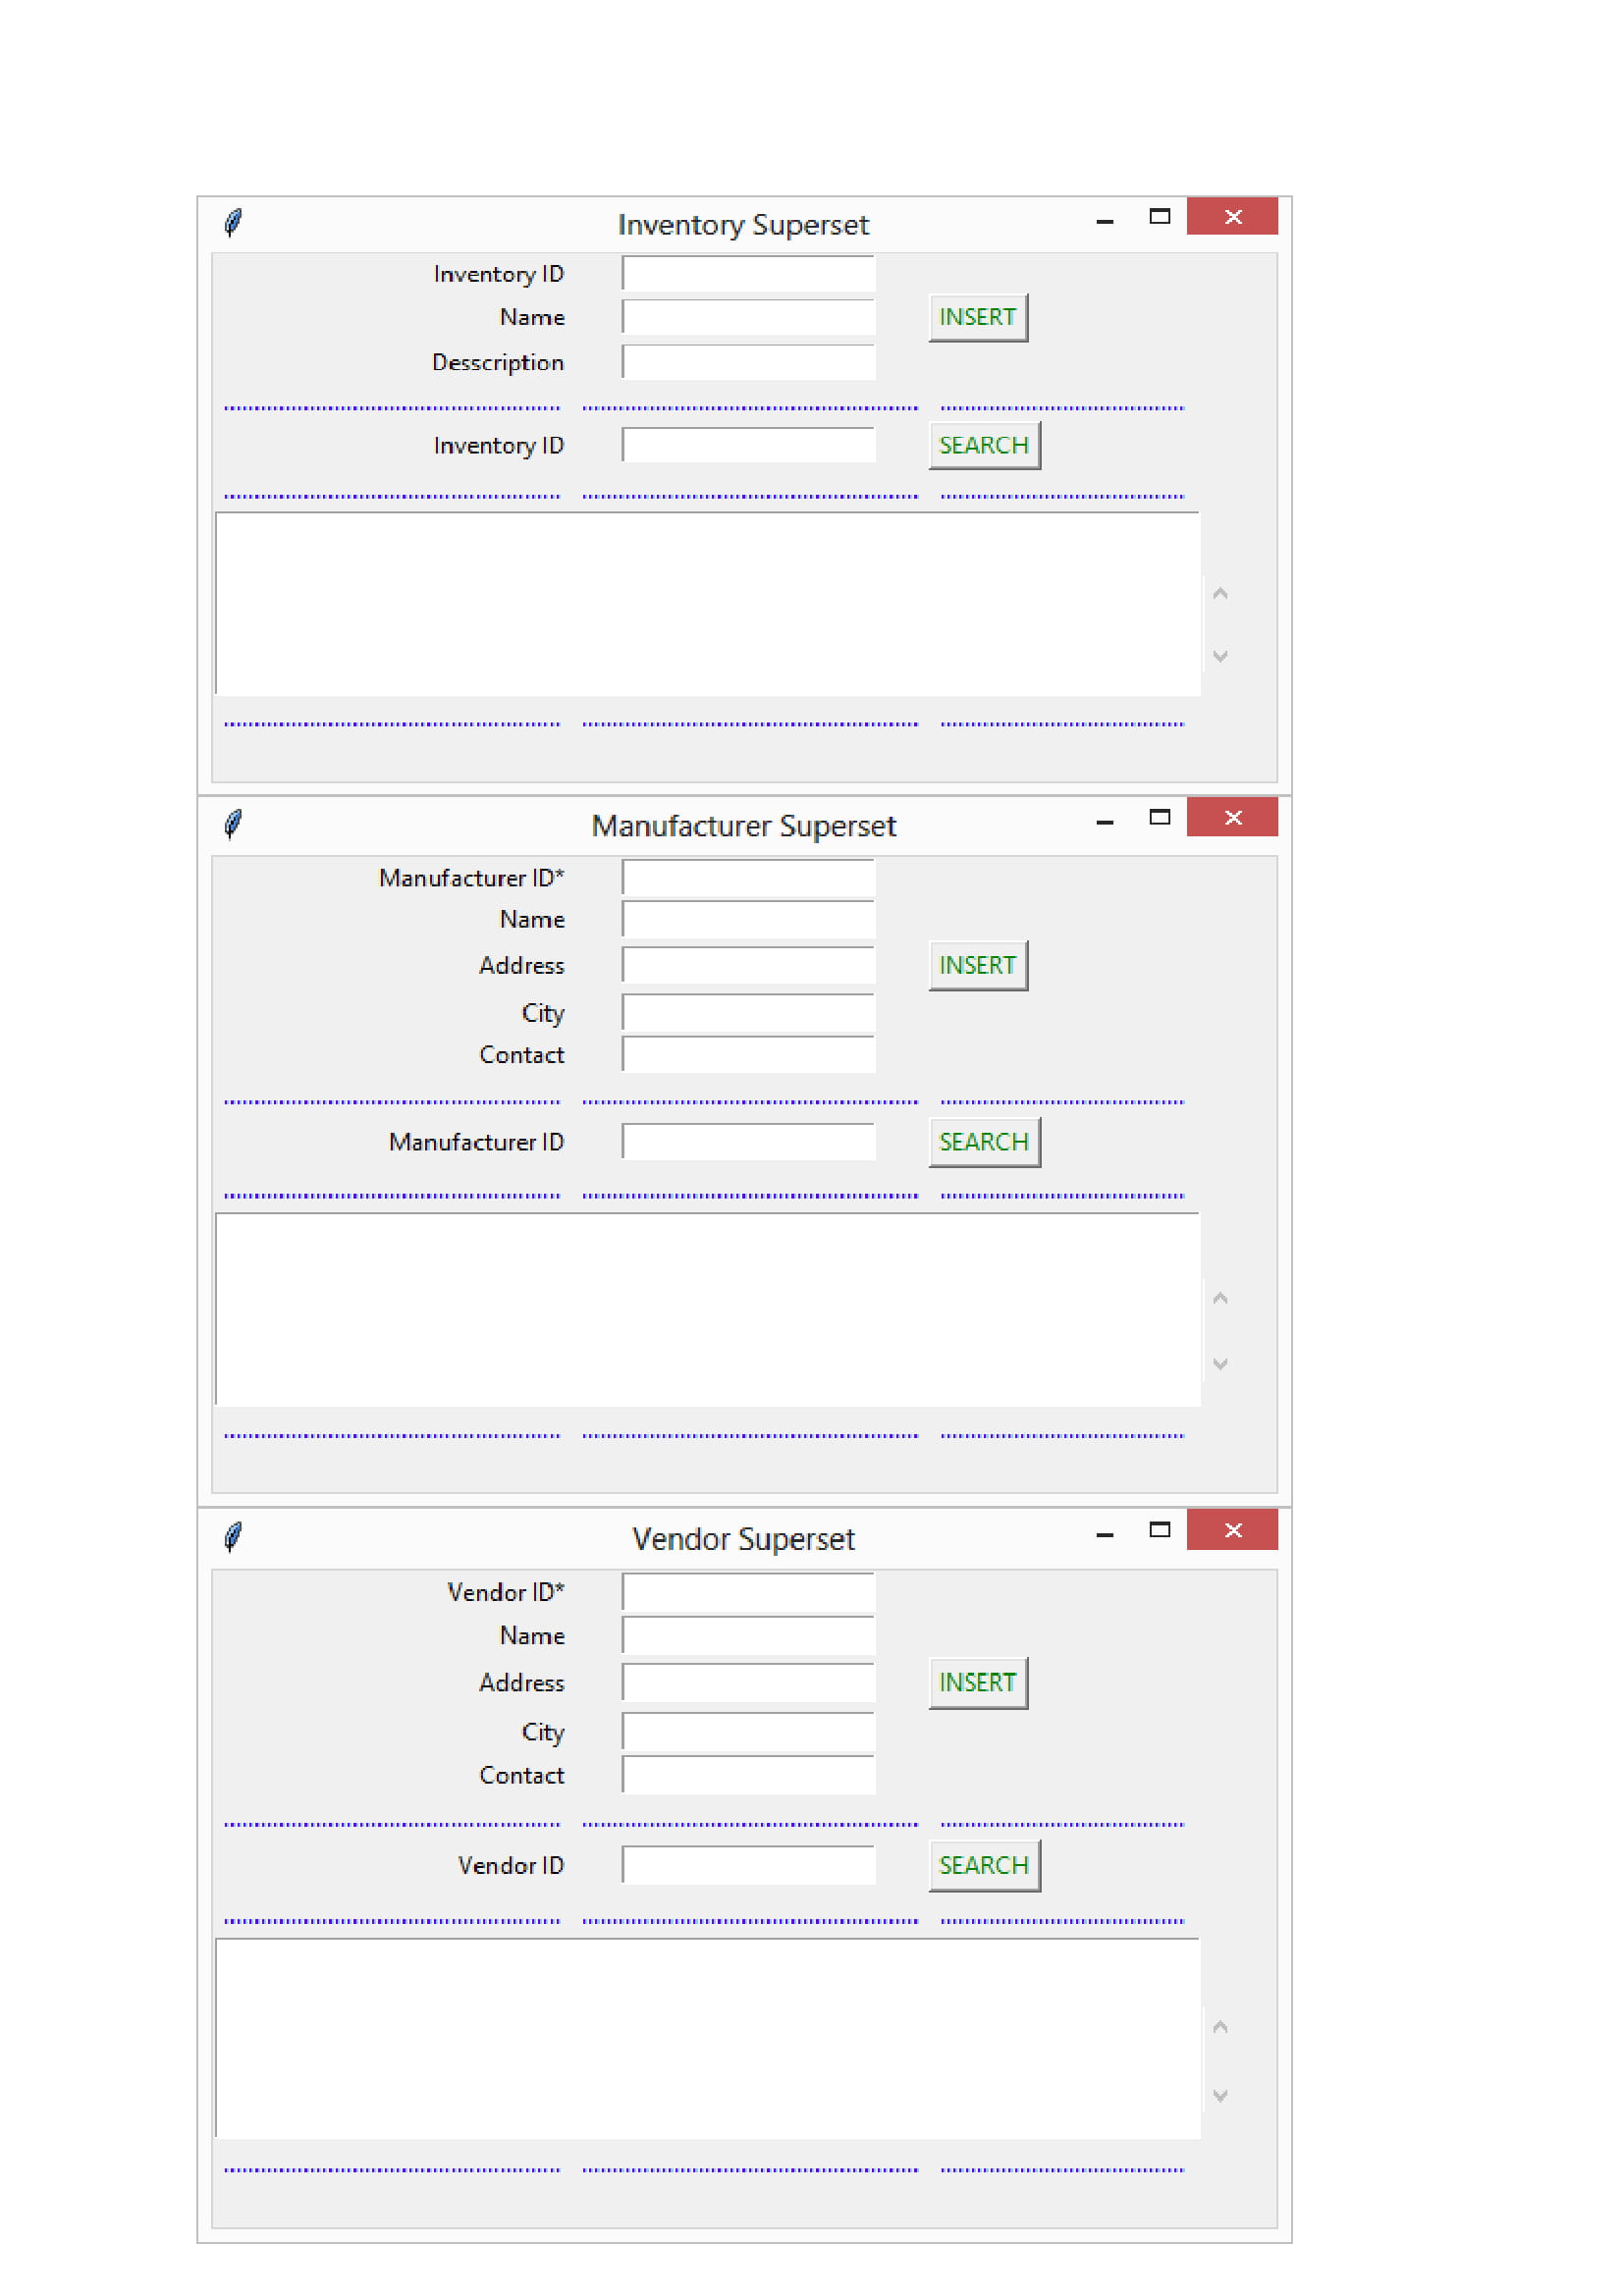 Inventory Superset
Inventory ID
Name
INSERT
Desscription
Inventory ID
SEARCH
Manufacturer Superset
Manufacturer ID*
Name
Address
INSERT
City
Contact
Manufacturer ID
SEARCH
Vendor Superset
Vendor ID*
Name
Address
INSERT
City
Contact
Vendor ID
SEARCH